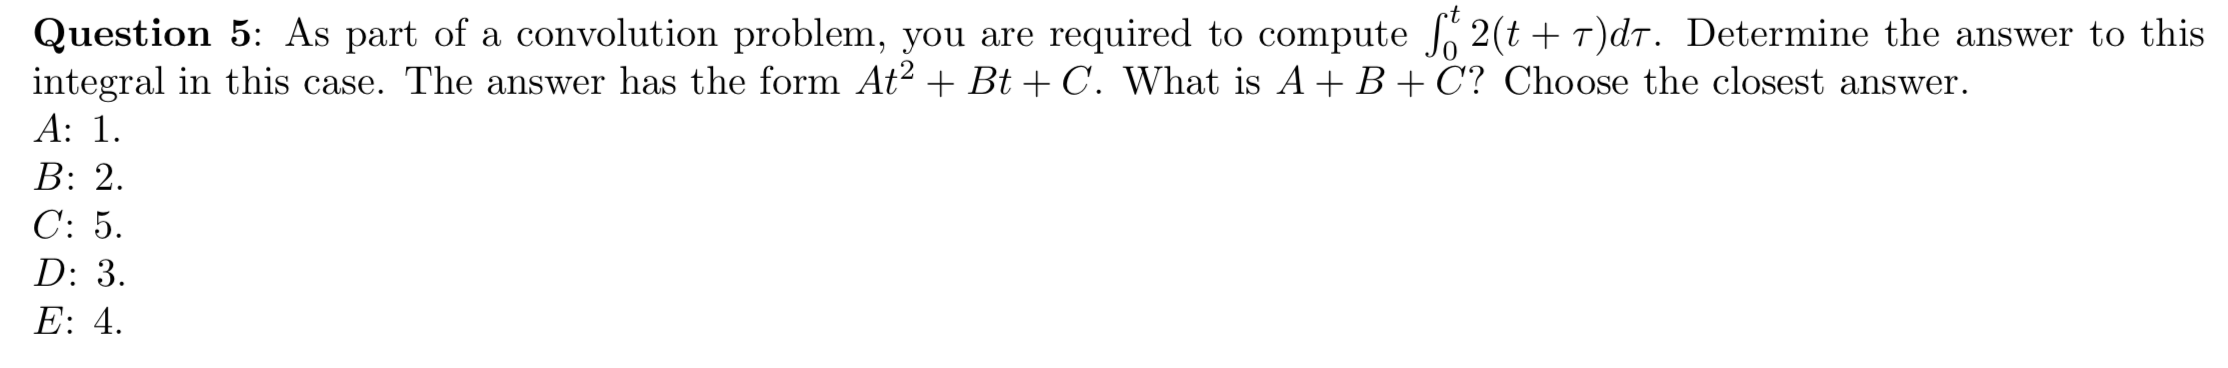 Question 5: As part of a convolution problem, you are required to compute $\int_0^t 2(t+\tau)d\tau$. Determine the answer to this
integral in this case. The answer has the form $At^2 + Bt + C$. What is $A + B + C$? Choose the closest answer.
A: 1.
B: 2.
C: 5.
D: 3.
E: 4.